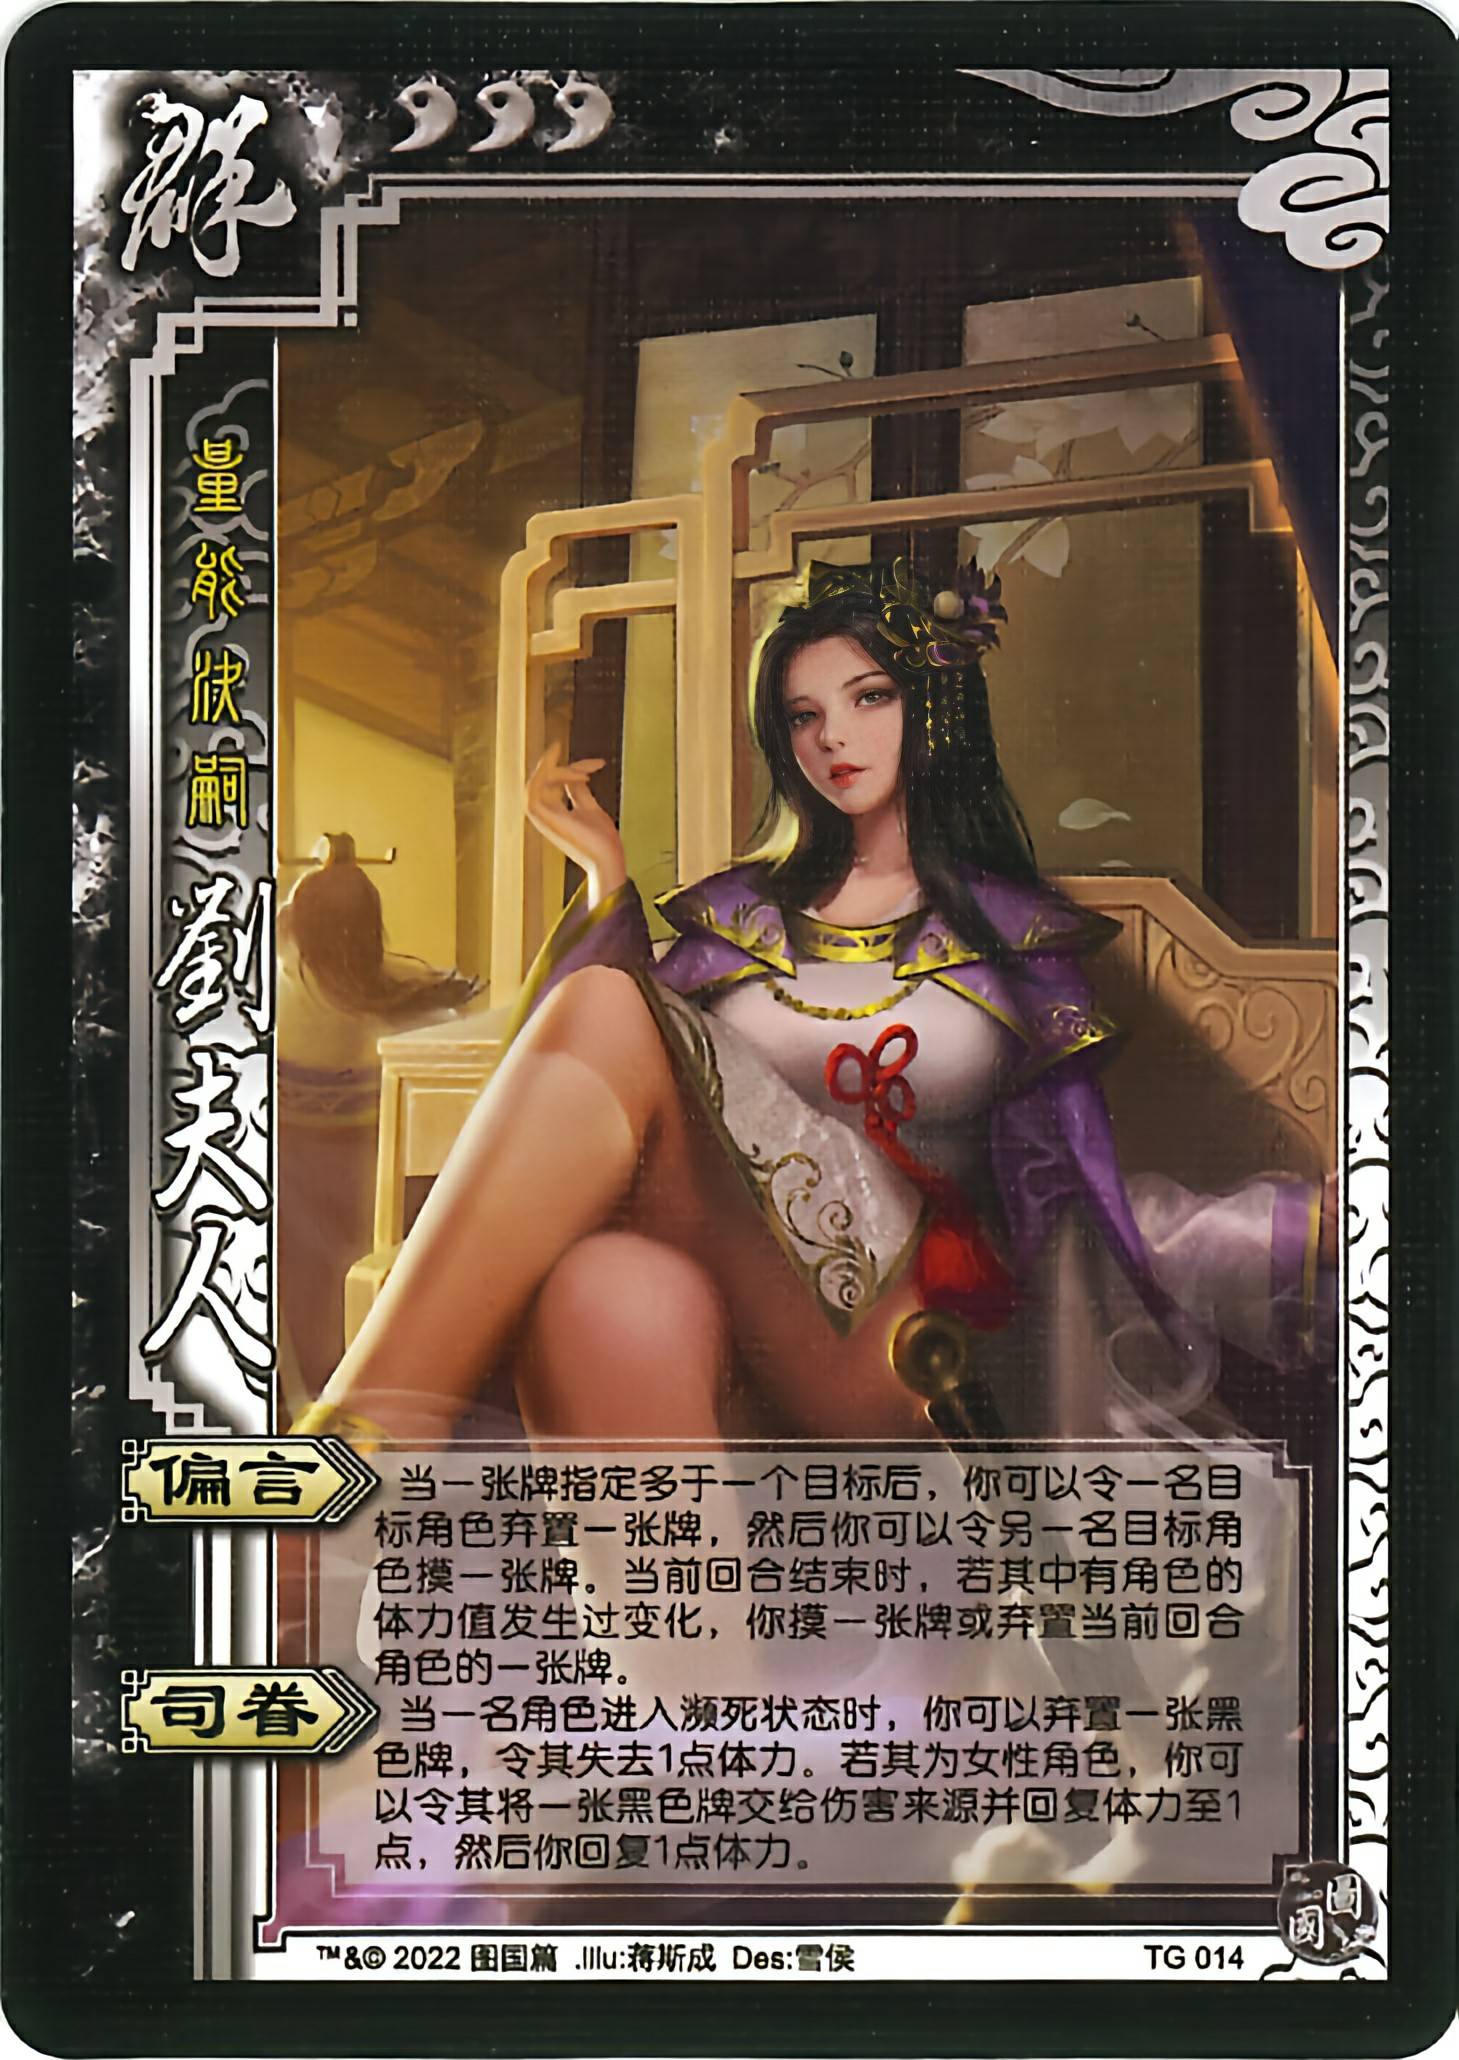 群
量能決嗣
劉夫人
偏言
当一张牌指定多于一个目标后，你可以令一名目
标角色弃置一张牌，然后你可以令另一名目标角
色摸一张牌。当前回合结束时，若其中有角色的
体力值发生过变化，你摸一张牌或弃置当前回合
角色的一张牌。
司眷
当一名角色进入濒死状态时，你可以弃置一张黑
色牌，令其失去1点体力。若其为女性角色，你可
以令其将一张黑色牌交给伤害来源并回复体力至1
点，然后你回复1点体力。
™&© 2022 图国篇 .Illu:蒋斯成 Des:雪侯
TG 014
圖國